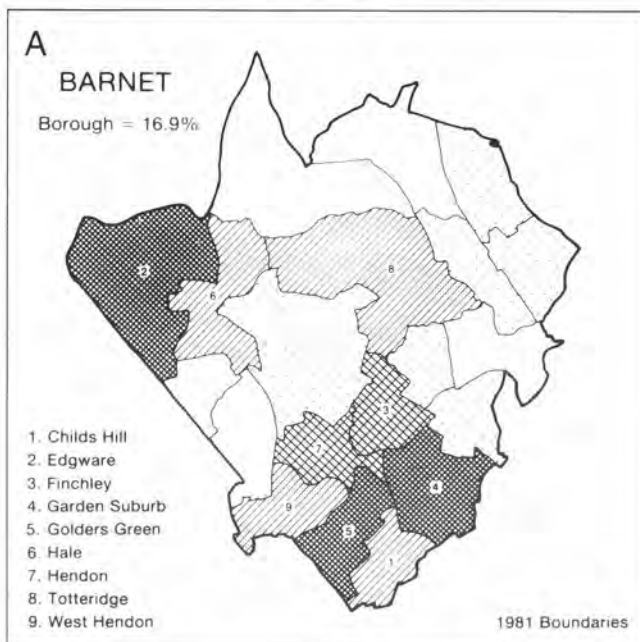 A
BARNET
Borough = 16.9%
2
6
8
3
7
4
9
5
1
1. Childs Hill
2. Edgware
3. Finchley
4. Garden Suburb
5. Golders Green
6. Hale
7. Hendon
8. Totteridge
9. West Hendon
1981 Boundaries